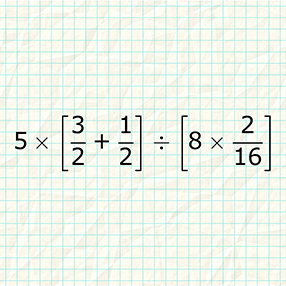 5 × [3/2 + 1/2] ÷ [8 × 2/16]